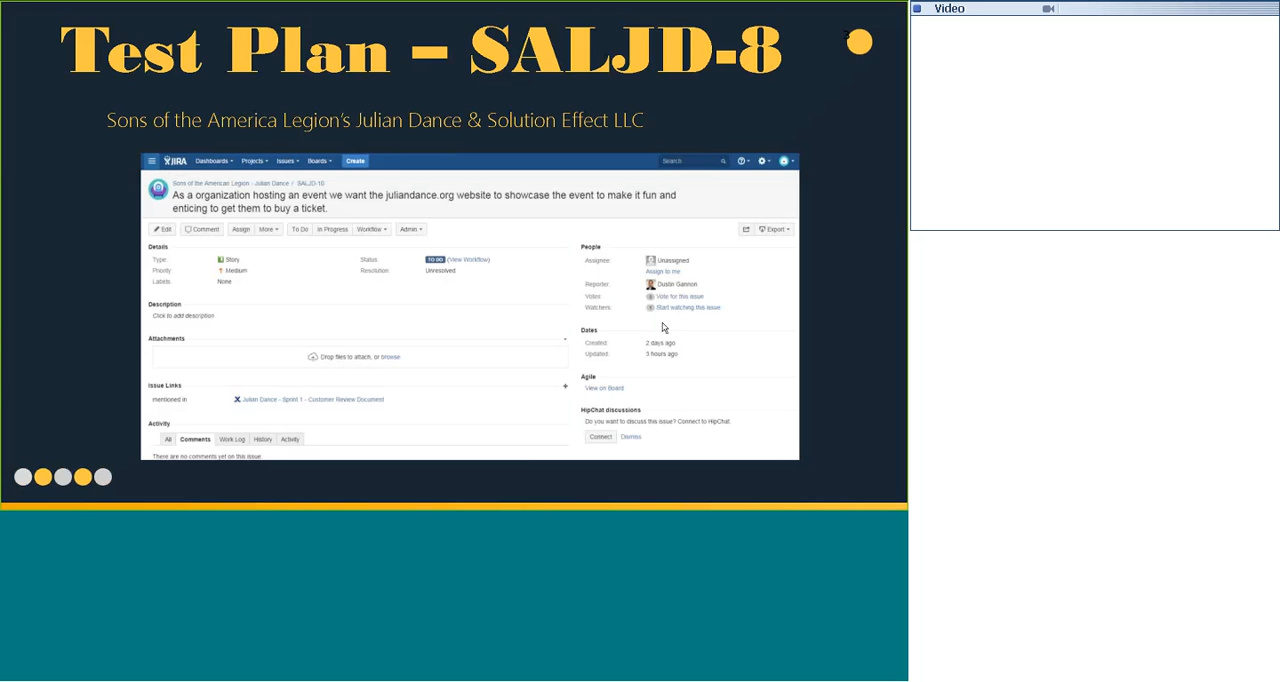 Test Plan – SALJD-8
3
Sons of the America Legion's Julian Dance & Solution Effect LLC
JIRA Dashboards Projects Issues Boards Create Search
Sons of the American Legion - Julian Dance / SALJD-10
As a organization hosting an event we want the juliandance.org website to showcase the event to make it fun and
enticing to get them to buy a ticket.
Edit Comment Assign More To Do In Progress Workflow Admin Export
Details
Type: Story Status: TO DO (View Workflow)
Priority: Medium Resolution: Unresolved
Labels: None
Description
Click to add description
Attachments
Drop files to attach, or browse
Issue Links
mentioned in Julian Dance - Sprint 1 - Customer Review Document
Activity
All Comments Work Log History Activity
There are no comments yet on this issue
People
Assignee: Unassigned
Assign to me
Reporter: Dustin Gannon
Votes: 0 Vote for this issue
Watchers: 1 Start watching this issue
Dates
Created: 2 days ago
Updated: 3 hours ago
Agile
View on Board
HipChat discussions
Do you want to discuss this issue? Connect to HipChat.
Connect Dismiss
Video